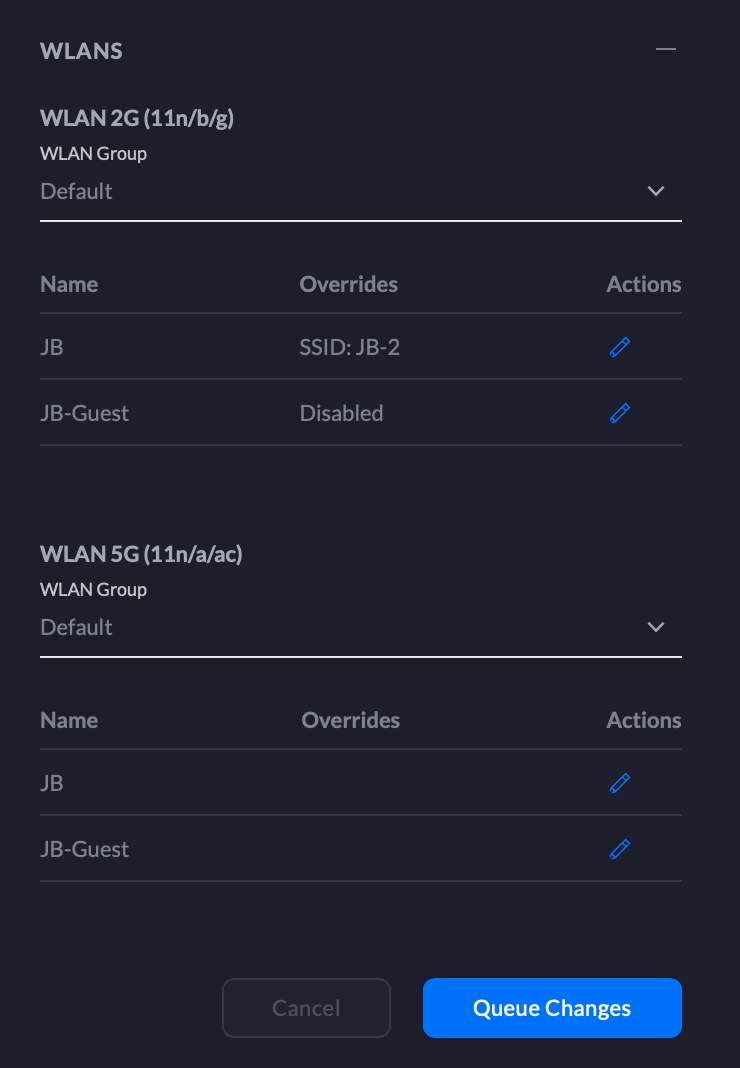 WLANS
WLAN 2G (11n/b/g)
WLAN Group
Default
Name Overrides Actions
JB SSID: JB-2
JB-Guest Disabled
WLAN 5G (11n/a/ac)
WLAN Group
Default
Name Overrides Actions
JB
JB-Guest
Cancel Queue Changes